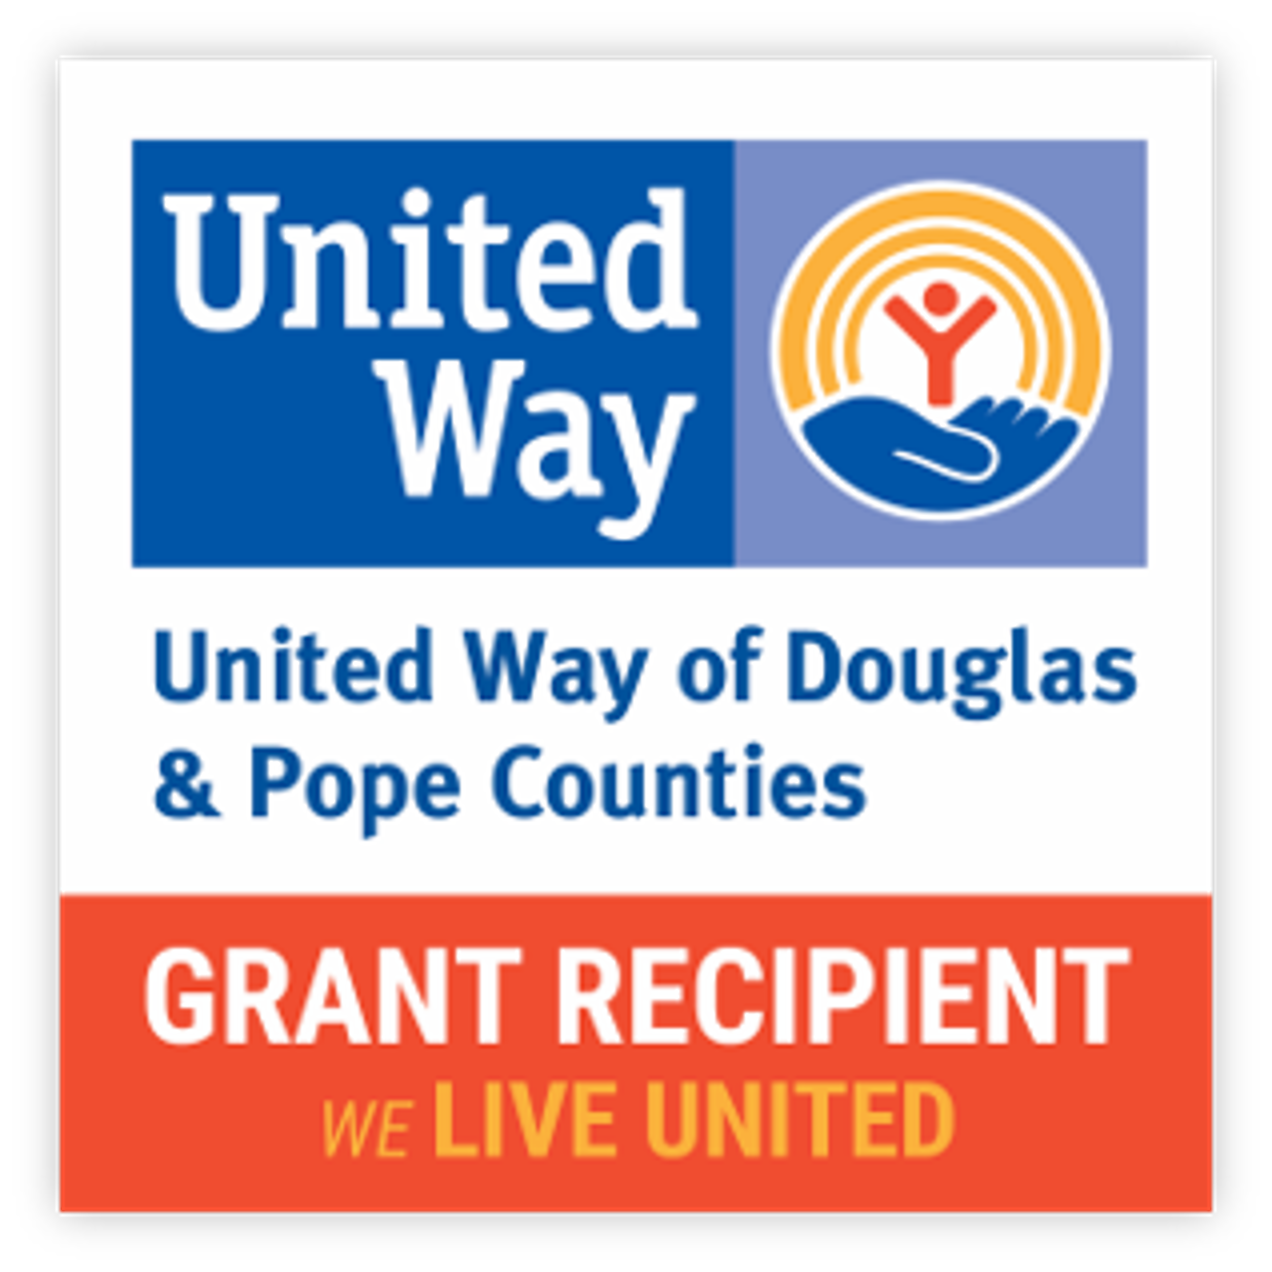 United
Way
United Way of Douglas
& Pope Counties
GRANT RECIPIENT
WE LIVE UNITED